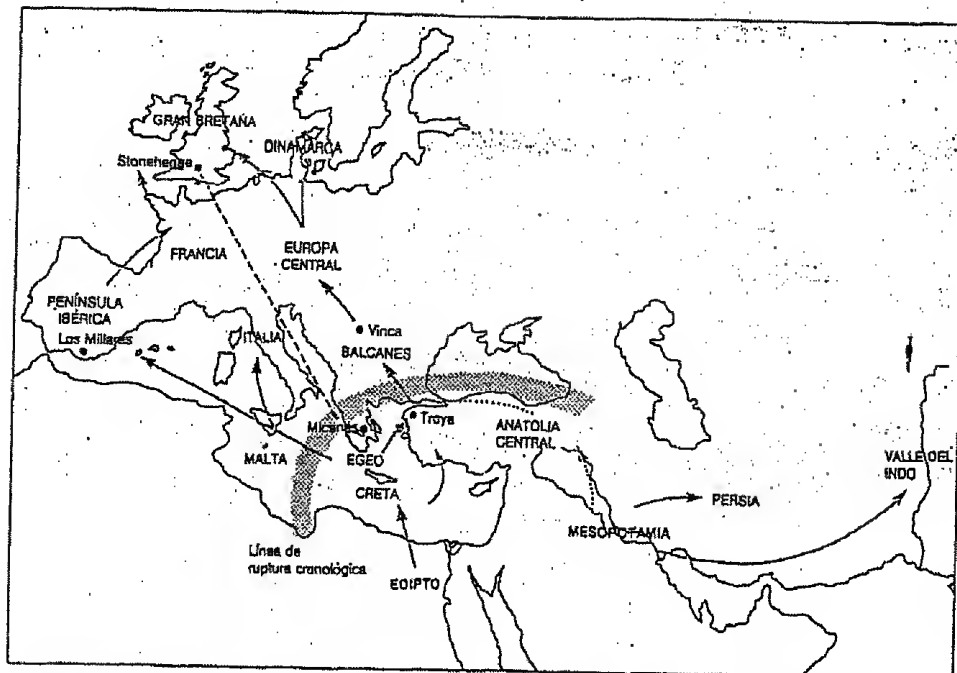 GRAN BRETAÑA
DINAMARCA
Stonehenge
FRANCIA
EUROPA
CENTRAL
PENÍNSULA
IBÉRICA
Los Millares
ITALIA
Vinca
BALCANES
Micenas
Troya
ANATOLIA
CENTRAL
MALTA
EGEO
CRETA
VALLE DEL
INDO
PERSIA
MESOPOTAMIA
Línea de
ruptura cronológica
EGIPTO